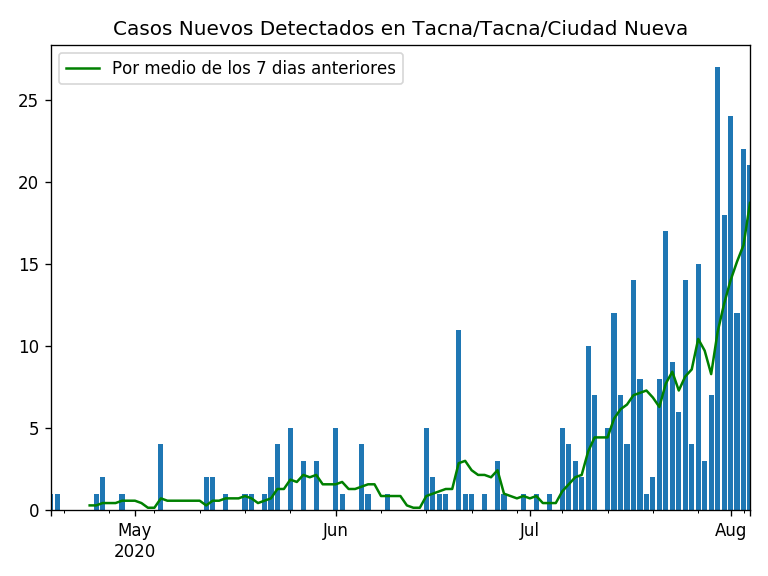 Casos Nuevos Detectados en Tacna/Tacna/Ciudad Nueva
Por medio de los 7 dias anteriores
25
20
15
10
5
0
May
2020
Jun
Jul
Aug